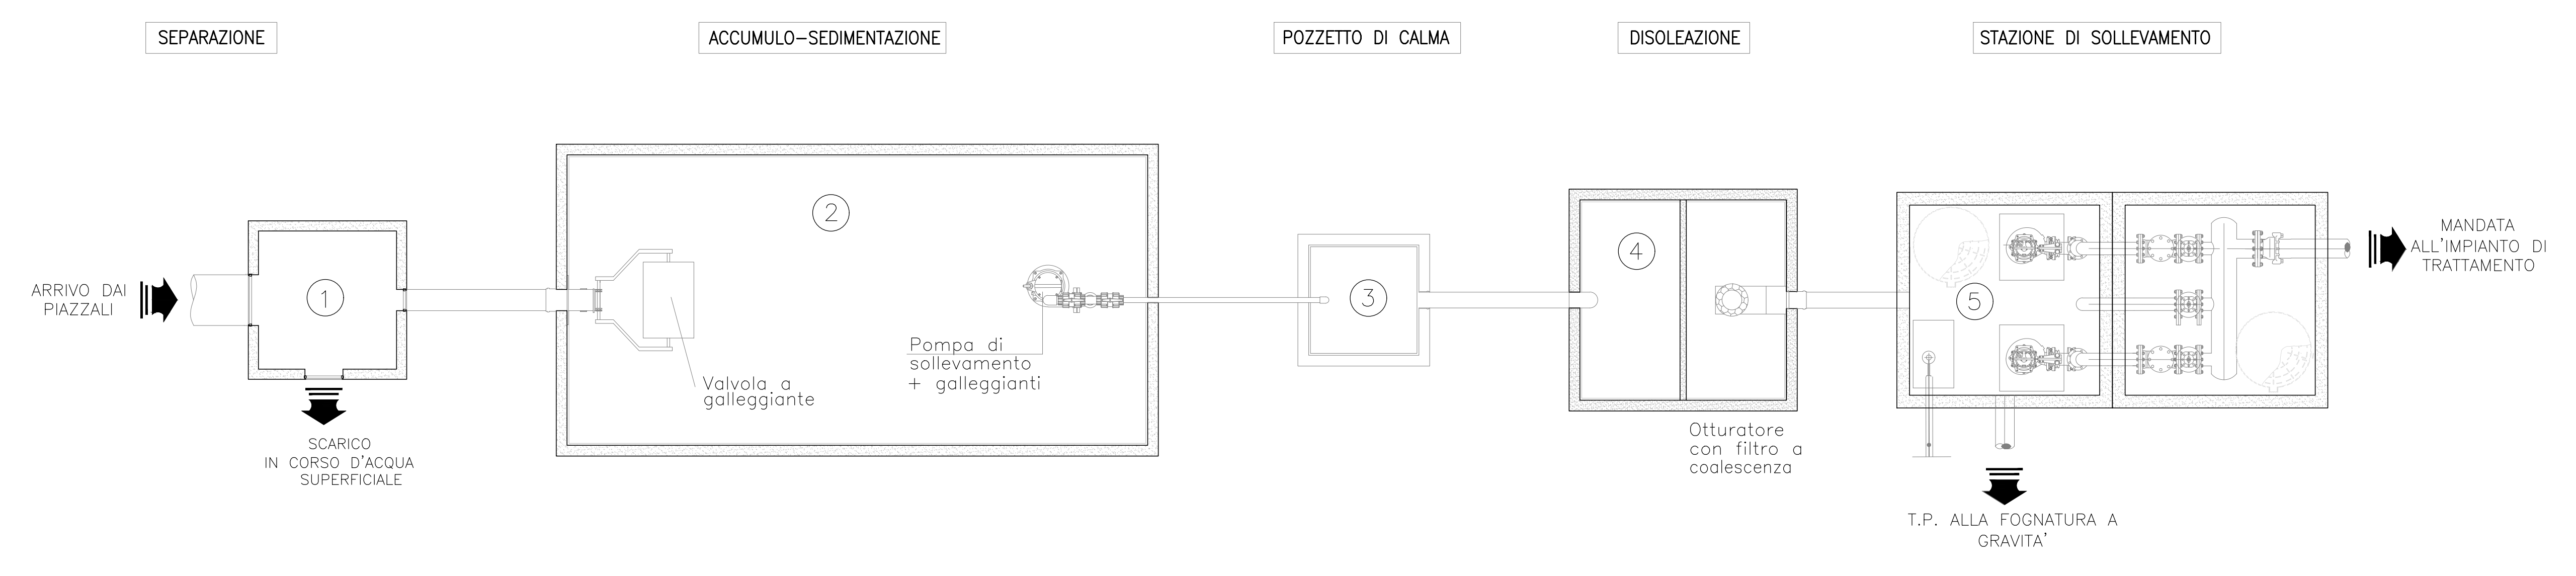 SEPARAZIONE
ACCUMULO-SEDIMENTAZIONE
POZZETTO DI CALMA
DISOLEAZIONE
STAZIONE DI SOLLEVAMENTO
ARRIVO DAI
PIAZZALI
1
SCARICO
IN CORSO D'ACQUA
SUPERFICIALE
2
Valvola a
galleggiante
Pompa di
sollevamento
+ galleggianti
3
4
Otturatore
con filtro a
coalescenza
5
T.P. ALLA FOGNATURA A
GRAVITA'
MANDATA
ALL'IMPIANTO DI
TRATTAMENTO